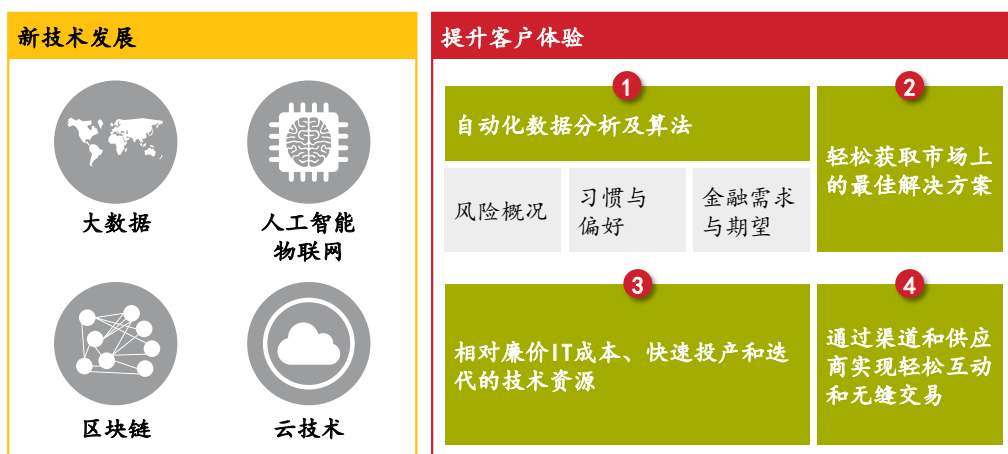 新技术发展
大数据
人工智能
物联网
区块链
云技术
提升客户体验
1
自动化数据分析及算法
风险概况
习惯与
偏好
金融需求
与期望
2
轻松获取市场上
的最佳解决方案
3
相对廉价IT成本、快速投产和迭
代的技术资源
4
通过渠道和供应
商实现轻松互动
和无缝交易